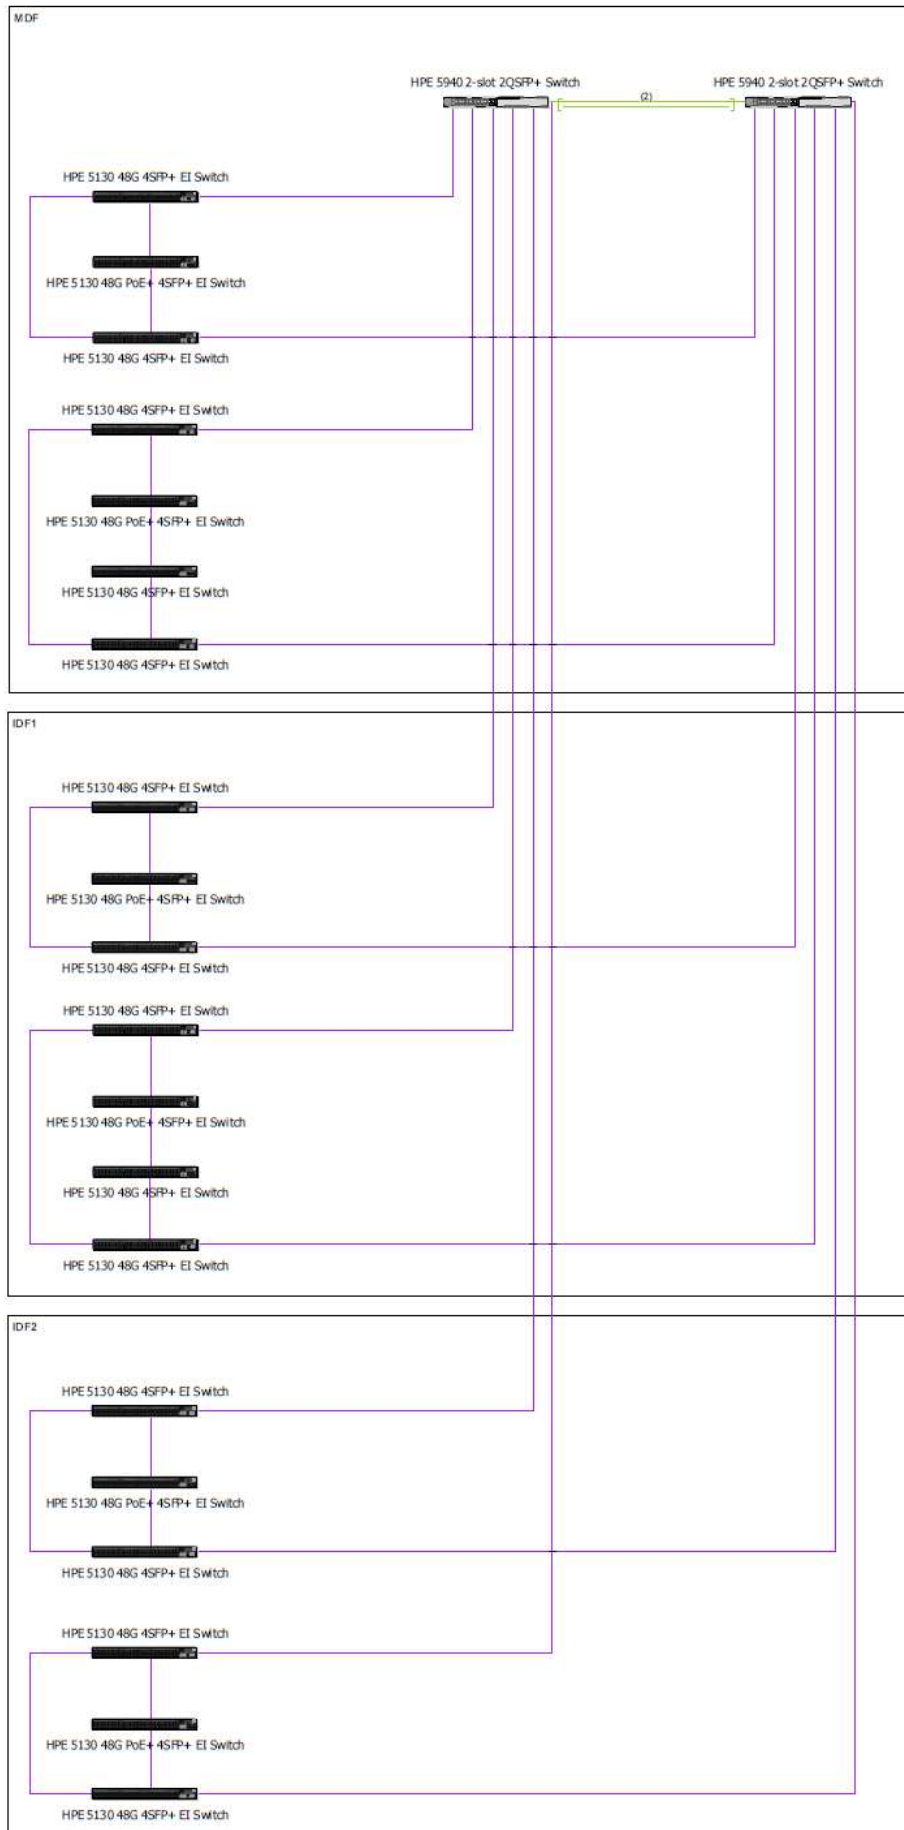 MDF
HPE 5940 2-slot 2QSFP+ Switch
HPE 5940 2-slot 2QSFP+ Switch
(2)
HPE 5130 48G 4SFP+ EI Switch
HPE 5130 48G PoE+ 4SFP+ EI Switch
HPE 5130 48G 4SFP+ EI Switch
HPE 5130 48G 4SFP+ EI Switch
HPE 5130 48G PoE+ 4SFP+ EI Switch
HPE 5130 48G 4SFP+ EI Switch
HPE 5130 48G 4SFP+ EI Switch
IDF1
HPE 5130 48G 4SFP+ EI Switch
HPE 5130 48G PoE+ 4SFP+ EI Switch
HPE 5130 48G 4SFP+ EI Switch
HPE 5130 48G 4SFP+ EI Switch
HPE 5130 48G PoE+ 4SFP+ EI Switch
HPE 5130 48G 4SFP+ EI Switch
HPE 5130 48G 4SFP+ EI Switch
IDF2
HPE 5130 48G 4SFP+ EI Switch
HPE 5130 48G PoE+ 4SFP+ EI Switch
HPE 5130 48G 4SFP+ EI Switch
HPE 5130 48G 4SFP+ EI Switch
HPE 5130 48G PoE+ 4SFP+ EI Switch
HPE 5130 48G 4SFP+ EI Switch